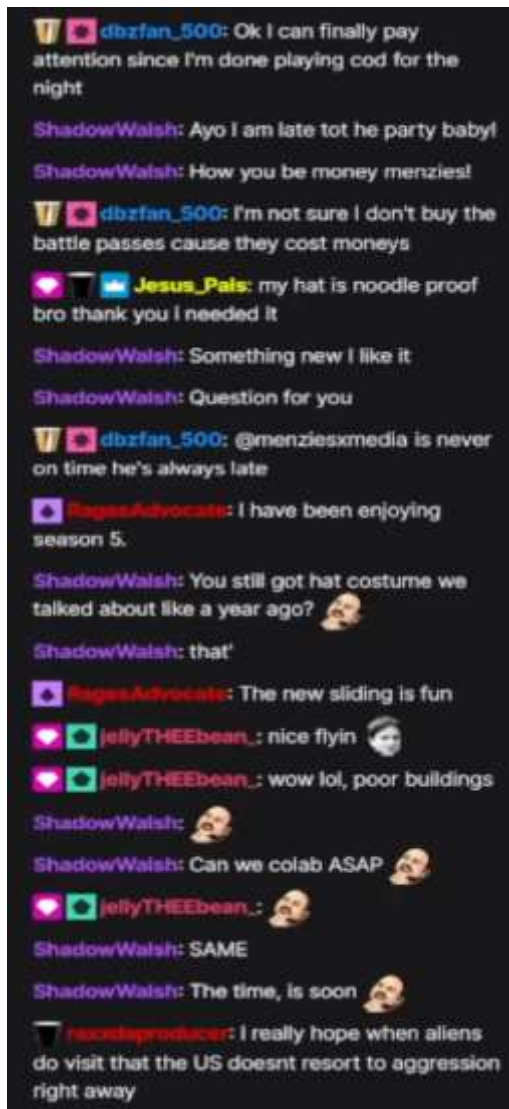 dbzfan_500: Ok I can finally pay
attention since I'm done playing cod for the
night
ShadowWalsh: Ayo I am late tot he party baby!
ShadowWalsh: How you be money menzies!
dbzfan_500: I'm not sure I don't buy the
battle passes cause they cost moneys
Jesus_Pals: my hat is noodle proof
bro thank you i needed it
ShadowWalsh: Something new I like it
ShadowWalsh: Question for you
dbzfan_500: @menziesxmedia is never
on time he's always late
RagesAdvocate: I have been enjoying
season 5.
ShadowWalsh: You still got hat costume we
talked about like a year ago?
ShadowWalsh: that'
RagesAdvocate: The new sliding is fun
jellyTHEEbean_: nice flyin
jellyTHEEbean_: wow lol, poor buildings
ShadowWalsh:
ShadowWalsh: Can we colab ASAP
jellyTHEEbean_:
ShadowWalsh: SAME
ShadowWalsh: The time, is soon
: I really hope when aliens
do visit that the US doesnt resort to aggression
right away